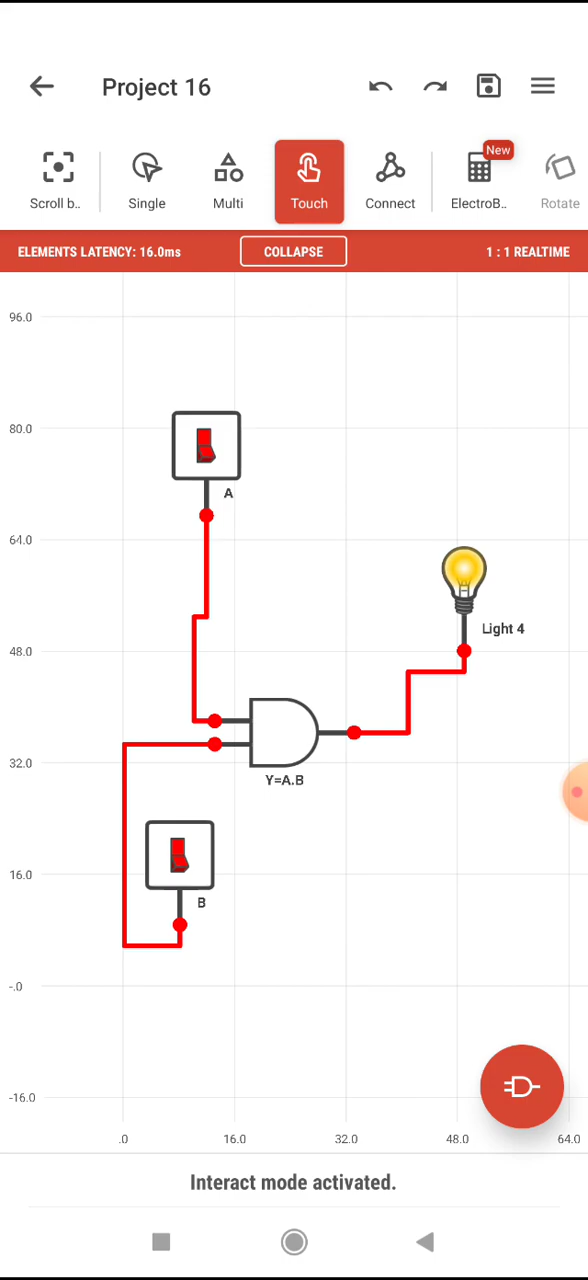 Project 16
New
Scroll b..
Single
Multi
Touch
Connect
ElectroB..
Rotate
ELEMENTS LATENCY: 16.0ms
COLLAPSE
1 : 1 REALTIME
96.0
80.0
A
64.0
Light 4
48.0
32.0
Y=A.B
16.0
B
-.0
-16.0
.0
16.0
32.0
48.0
64.0
Interact mode activated.